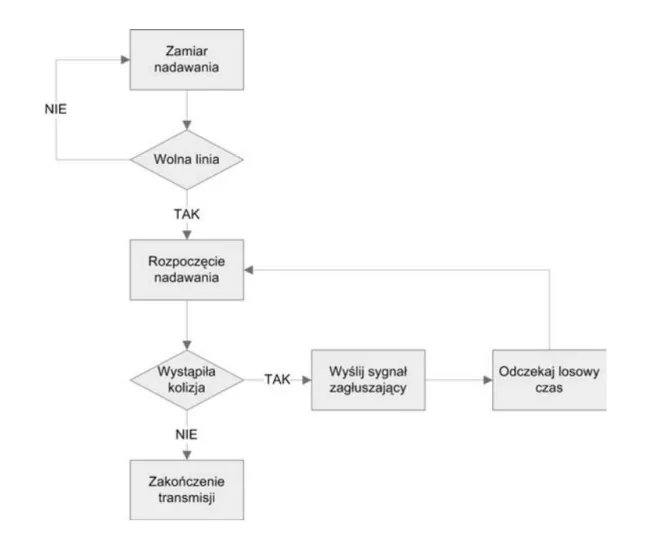 Zamiar
nadawania
NIE
Wolna linia
TAK
Rozpoczęcie
nadawania
Wystąpiła
kolizja
TAK
Wyślij sygnał
zagłuszający
Odczekaj losowy
czas
NIE
Zakończenie
transmisji